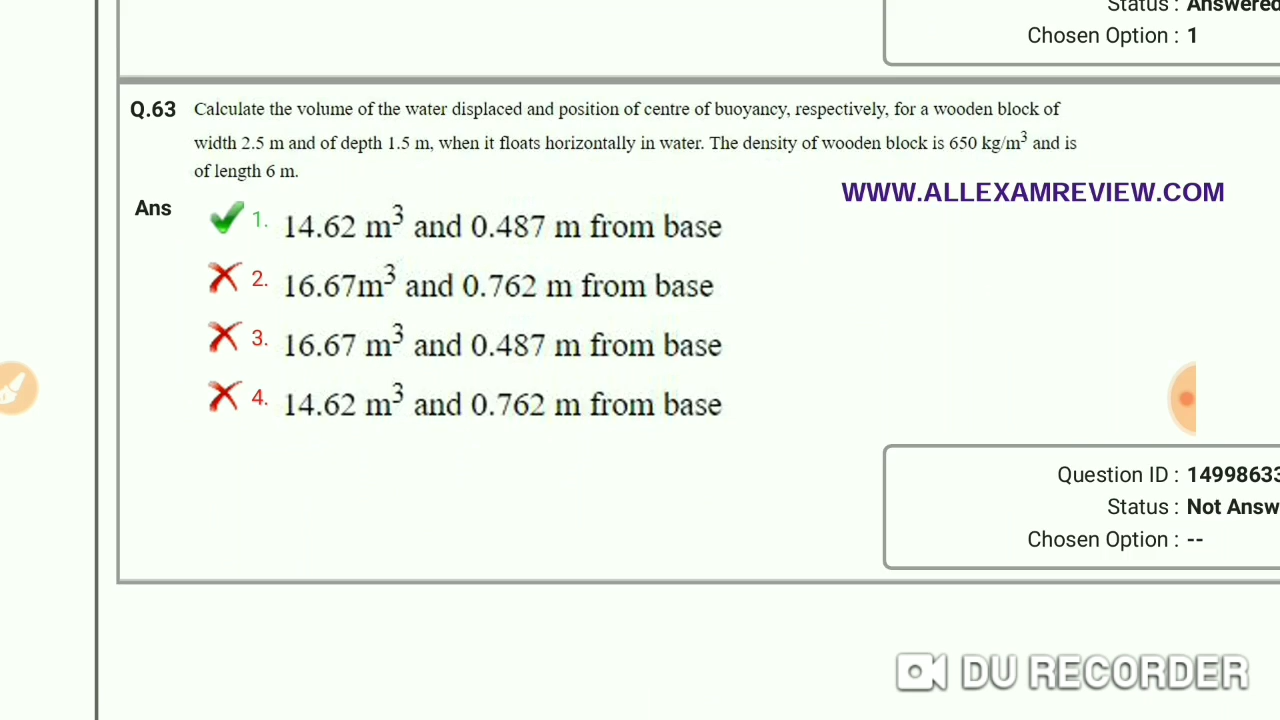 Status : Answered
Chosen Option : 1
Q.63 Calculate the volume of the water displaced and position of centre of buoyancy, respectively, for a wooden block of
width 2.5 m and of depth 1.5 m, when it floats horizontally in water. The density of wooden block is 650 kg/m³ and is
of length 6 m.
WWW.ALLEXAMREVIEW.COM
Ans 1. 14.62 m³ and 0.487 m from base
2. 16.67m³ and 0.762 m from base
3. 16.67 m³ and 0.487 m from base
4. 14.62 m³ and 0.762 m from base
Question ID : 14998633
Status : Not Answ
Chosen Option : --
DU RECORDER